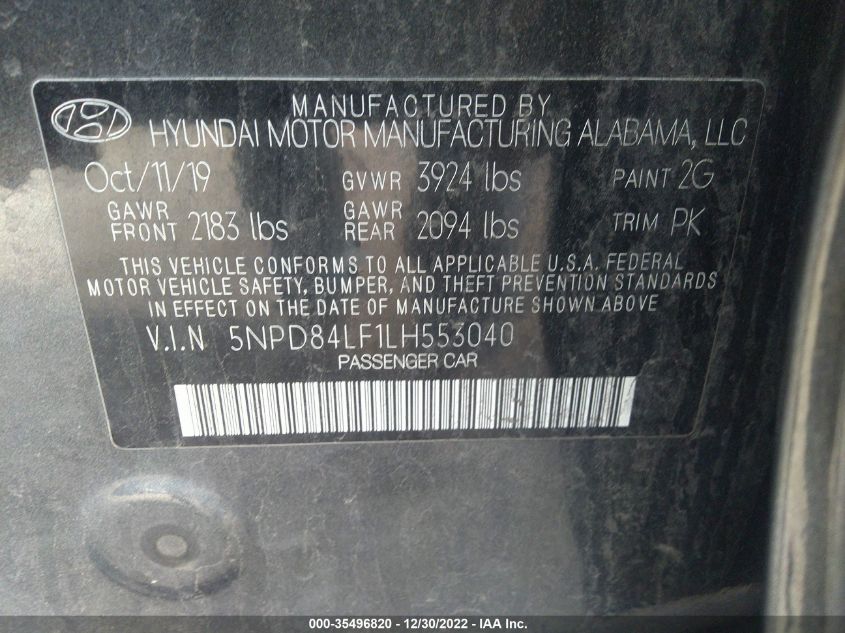 MANUFACTURED BY
HYUNDAI MOTOR MANUFACTURING ALABAMA, LLC
Oct/11/19 GVWR 3924 lbs PAINT 2G
GAWR FRONT 2183 lbs GAWR REAR 2094 lbs TRIM PK
THIS VEHICLE CONFORMS TO ALL APPLICABLE U.S.A. FEDERAL
MOTOR VEHICLE SAFETY, BUMPER, AND THEFT PREVENTION STANDARDS
IN EFFECT ON THE DATE OF MANUFACTURE SHOWN ABOVE
V.I.N 5NPD84LF1LH553040
PASSENGER CAR
000-35496820 - 12/30/2022 - IAA Inc.